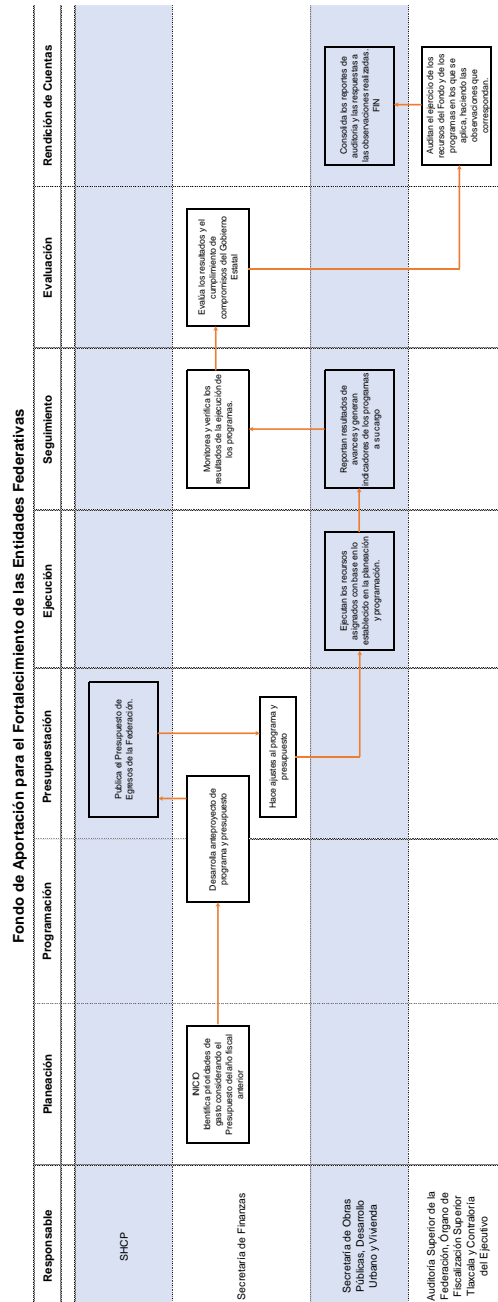 Fondo de Aportación para el Fortalecimiento de las Entidades Federativas
Responsable
Planeación
Programación
Presupuestación
Ejecución
Seguimiento
Evaluación
Rendición de Cuentas
SHCP
Publica el Presupuesto de
Egresos de la Federación.
Secretaría de Finanzas
INICIO
Identifica prioridades de
gasto considerando el
Presupuesto del año fiscal
anterior
Desarrolla anteproyecto de
programa y presupuesto
Hace ajustes al programa y
presupuesto
Monitorea y verifica los
resultados de la ejecución de
los programas.
Evalúa los resultados y el
cumplimiento de
compromisos del Gobierno
Estatal
Secretaría de Obras
Públicas, Desarrollo
Urbano y Vivienda
Ejecutan los recursos
asignados con base en lo
establecido en la planeación
y programación.
Reportan resultados de
avances y generan
indicadores de los programas
a su cargo
Consolida los reportes de
auditoría y las respuestas a
las observaciones realizadas.
FIN
Auditoría Superior de la
Federación, Órgano de
Fiscalización Superior
Tlaxcala y Contraloría
del Ejecutivo
Auditan el ejercicio de los
recursos del Fondo y de los
programas en los que se
aplica, haciendo las
observaciones que
correspondan.